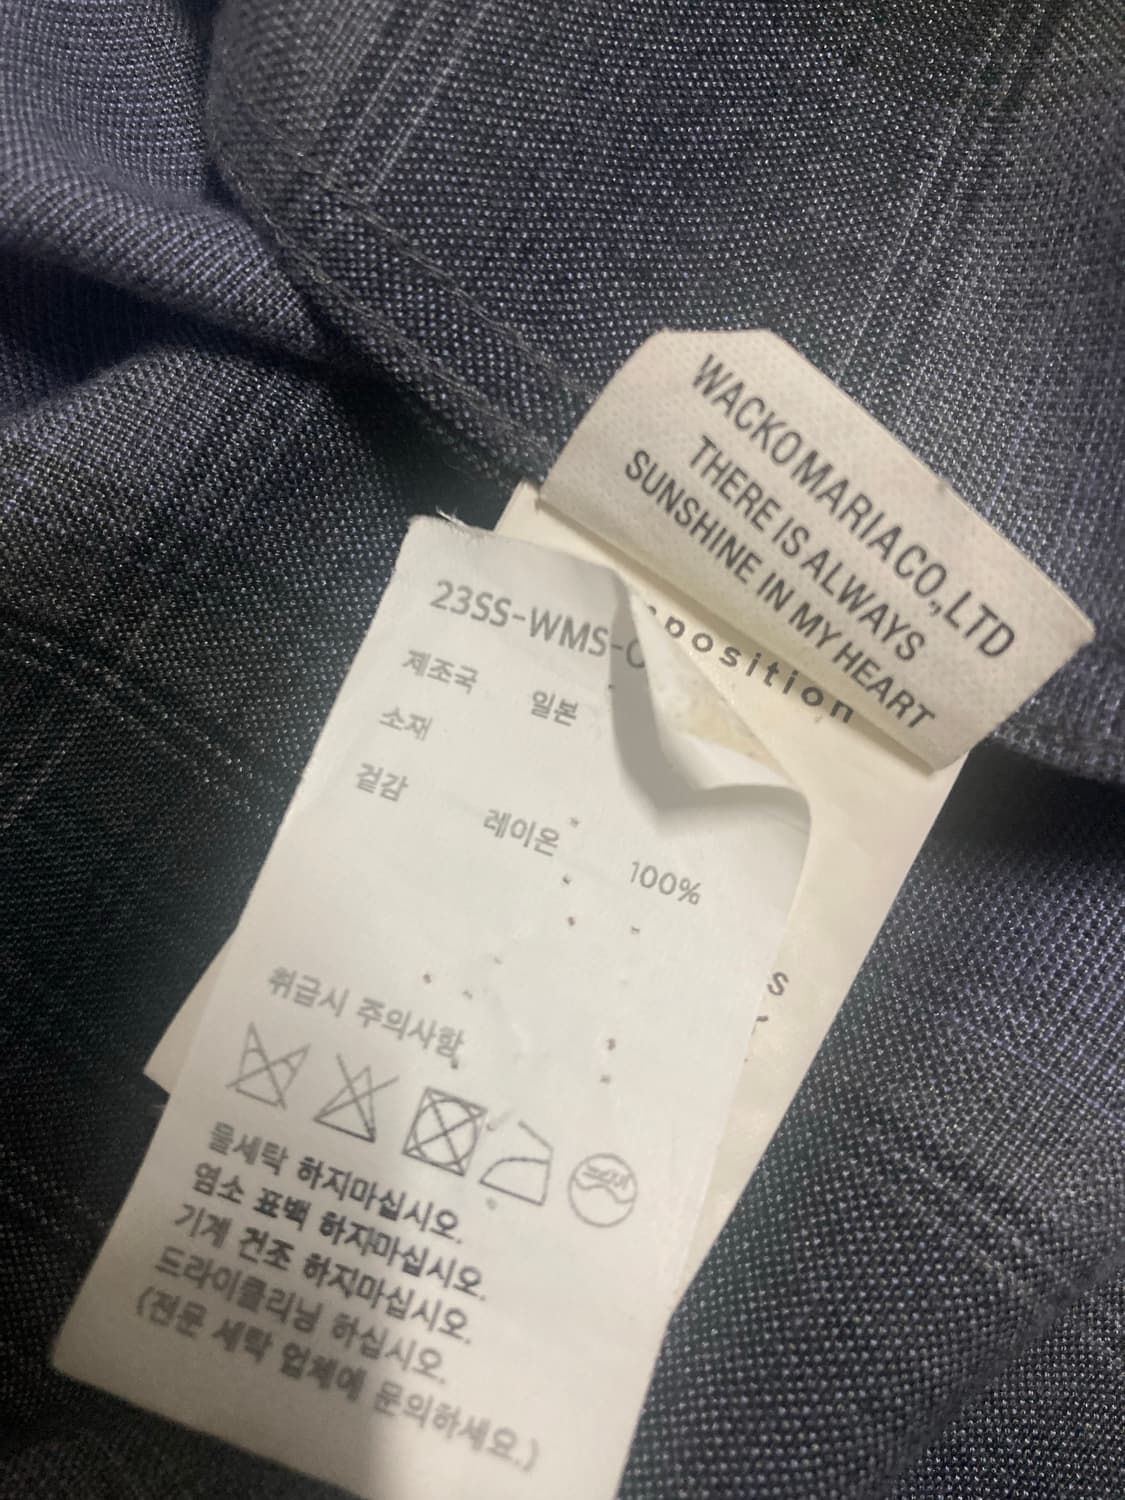 WACKOMARIA CO,.LTD
THERE IS ALWAYS
SUNSHINE IN MY HEART
position
23SS-WMS-
제조국 일본
소재
겉감 레이온 100%
취급시 주의사항
물세탁 하지마십시오.
염소 표백 하지마십시오.
기계 건조 하지마십시오.
드라이클리닝 하십시오.
(전문 세탁 업체에 문의하세요.)
s